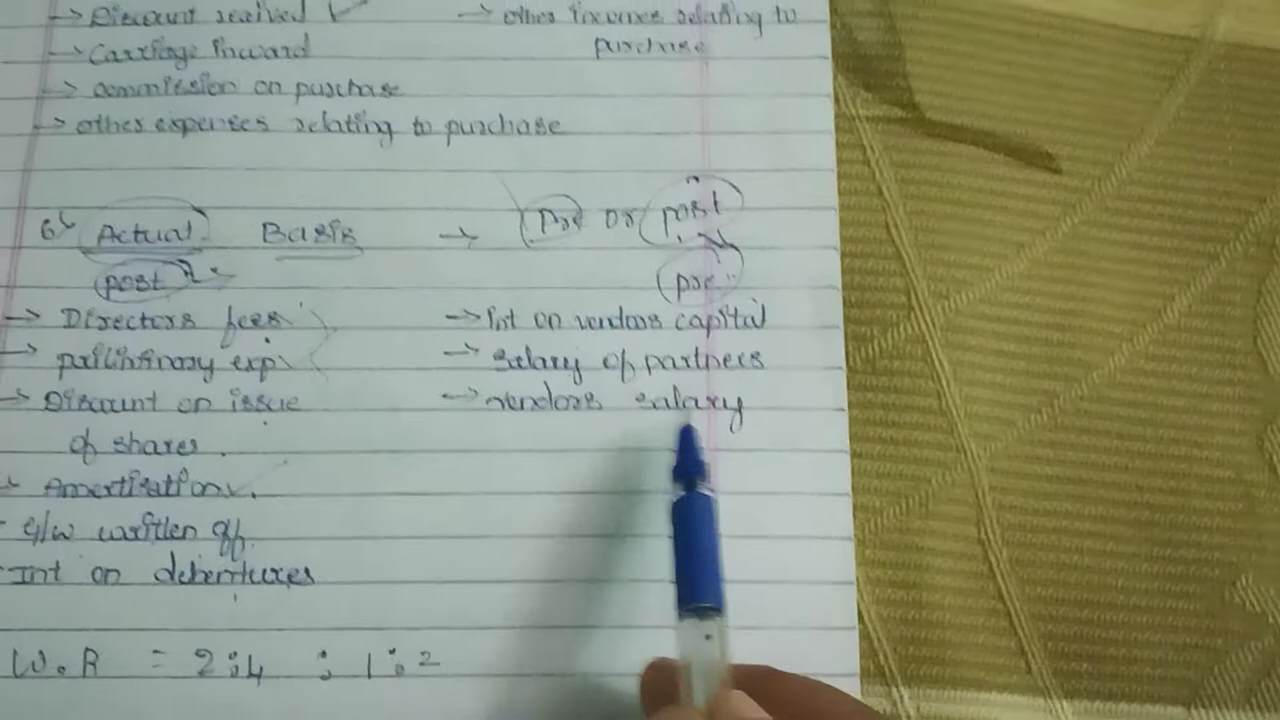 → Discount received → other incomes relating to purchase
→ Carriage Inward
→ commission on purchase
→ other expenses relating to purchase
6) Actual Basis → Pre or post
post pre
→ Directors fees → Int on vendors capital
→ preliminary exp → Salary of partners
→ Discount on issue of shares. → vendors salary
Amortisation.
G/w written off.
Int on debentures
W.R = 2:4 : 1:2